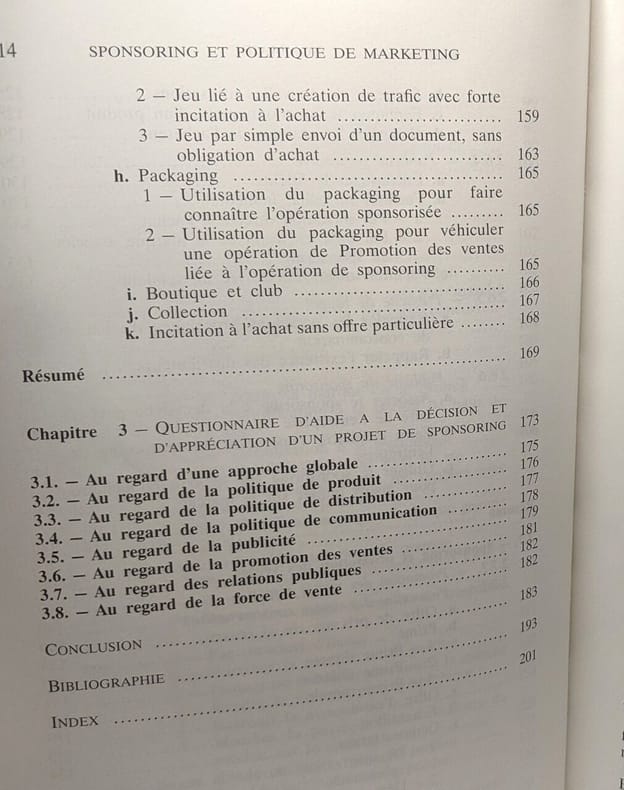 14 SPONSORING ET POLITIQUE DE MARKETING
2 — Jeu lié à une création de trafic avec forte
incitation à l'achat .......................... 159
3 — Jeu par simple envoi d'un document, sans
obligation d'achat .......................... 163
h. Packaging .......................................... 165
1 — Utilisation du packaging pour faire
connaître l'opération sponsorisée ......... 165
2 — Utilisation du packaging pour véhiculer
une opération de Promotion des ventes
liée à l'opération de sponsoring .......... 165
i. Boutique et club .................................. 166
j. Collection .......................................... 167
k. Incitation à l'achat sans offre particulière ........ 168
Résumé ................................................................ 169
Chapitre 3 — QUESTIONNAIRE D'AIDE A LA DÉCISION ET
D'APPRÉCIATION D'UN PROJET DE SPONSORING 173
3.1. — Au regard d'une approche globale ...................... 175
3.2. — Au regard de la politique de produit .................. 176
3.3. — Au regard de la politique de distribution ............. 177
3.4. — Au regard de la politique de communication ......... 178
3.5. — Au regard de la publicité ................................ 179
3.6. — Au regard de la promotion des ventes ................ 181
3.7. — Au regard des relations publiques ..................... 182
3.8. — Au regard de la force de vente ........................ 182
CONCLUSION ........................................................ 183
BIBLIOGRAPHIE ..................................................... 193
INDEX ................................................................ 201